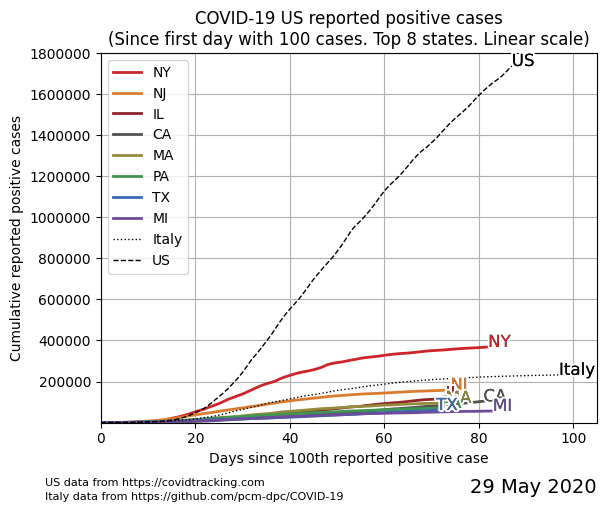 COVID-19 US reported positive cases
(Since first day with 100 cases. Top 8 states. Linear scale)
Cumulative reported positive cases
1800000
1600000
1400000
1200000
1000000
800000
600000
400000
200000
NY
NJ
IL
CA
MA
PA
TX
MI
Italy
US
US
NY
Italy
NJ
CA
TX
MI
0
20
40
60
80
100
Days since 100th reported positive case
US data from https://covidtracking.com
Italy data from https://github.com/pcm-dpc/COVID-19
29 May 2020